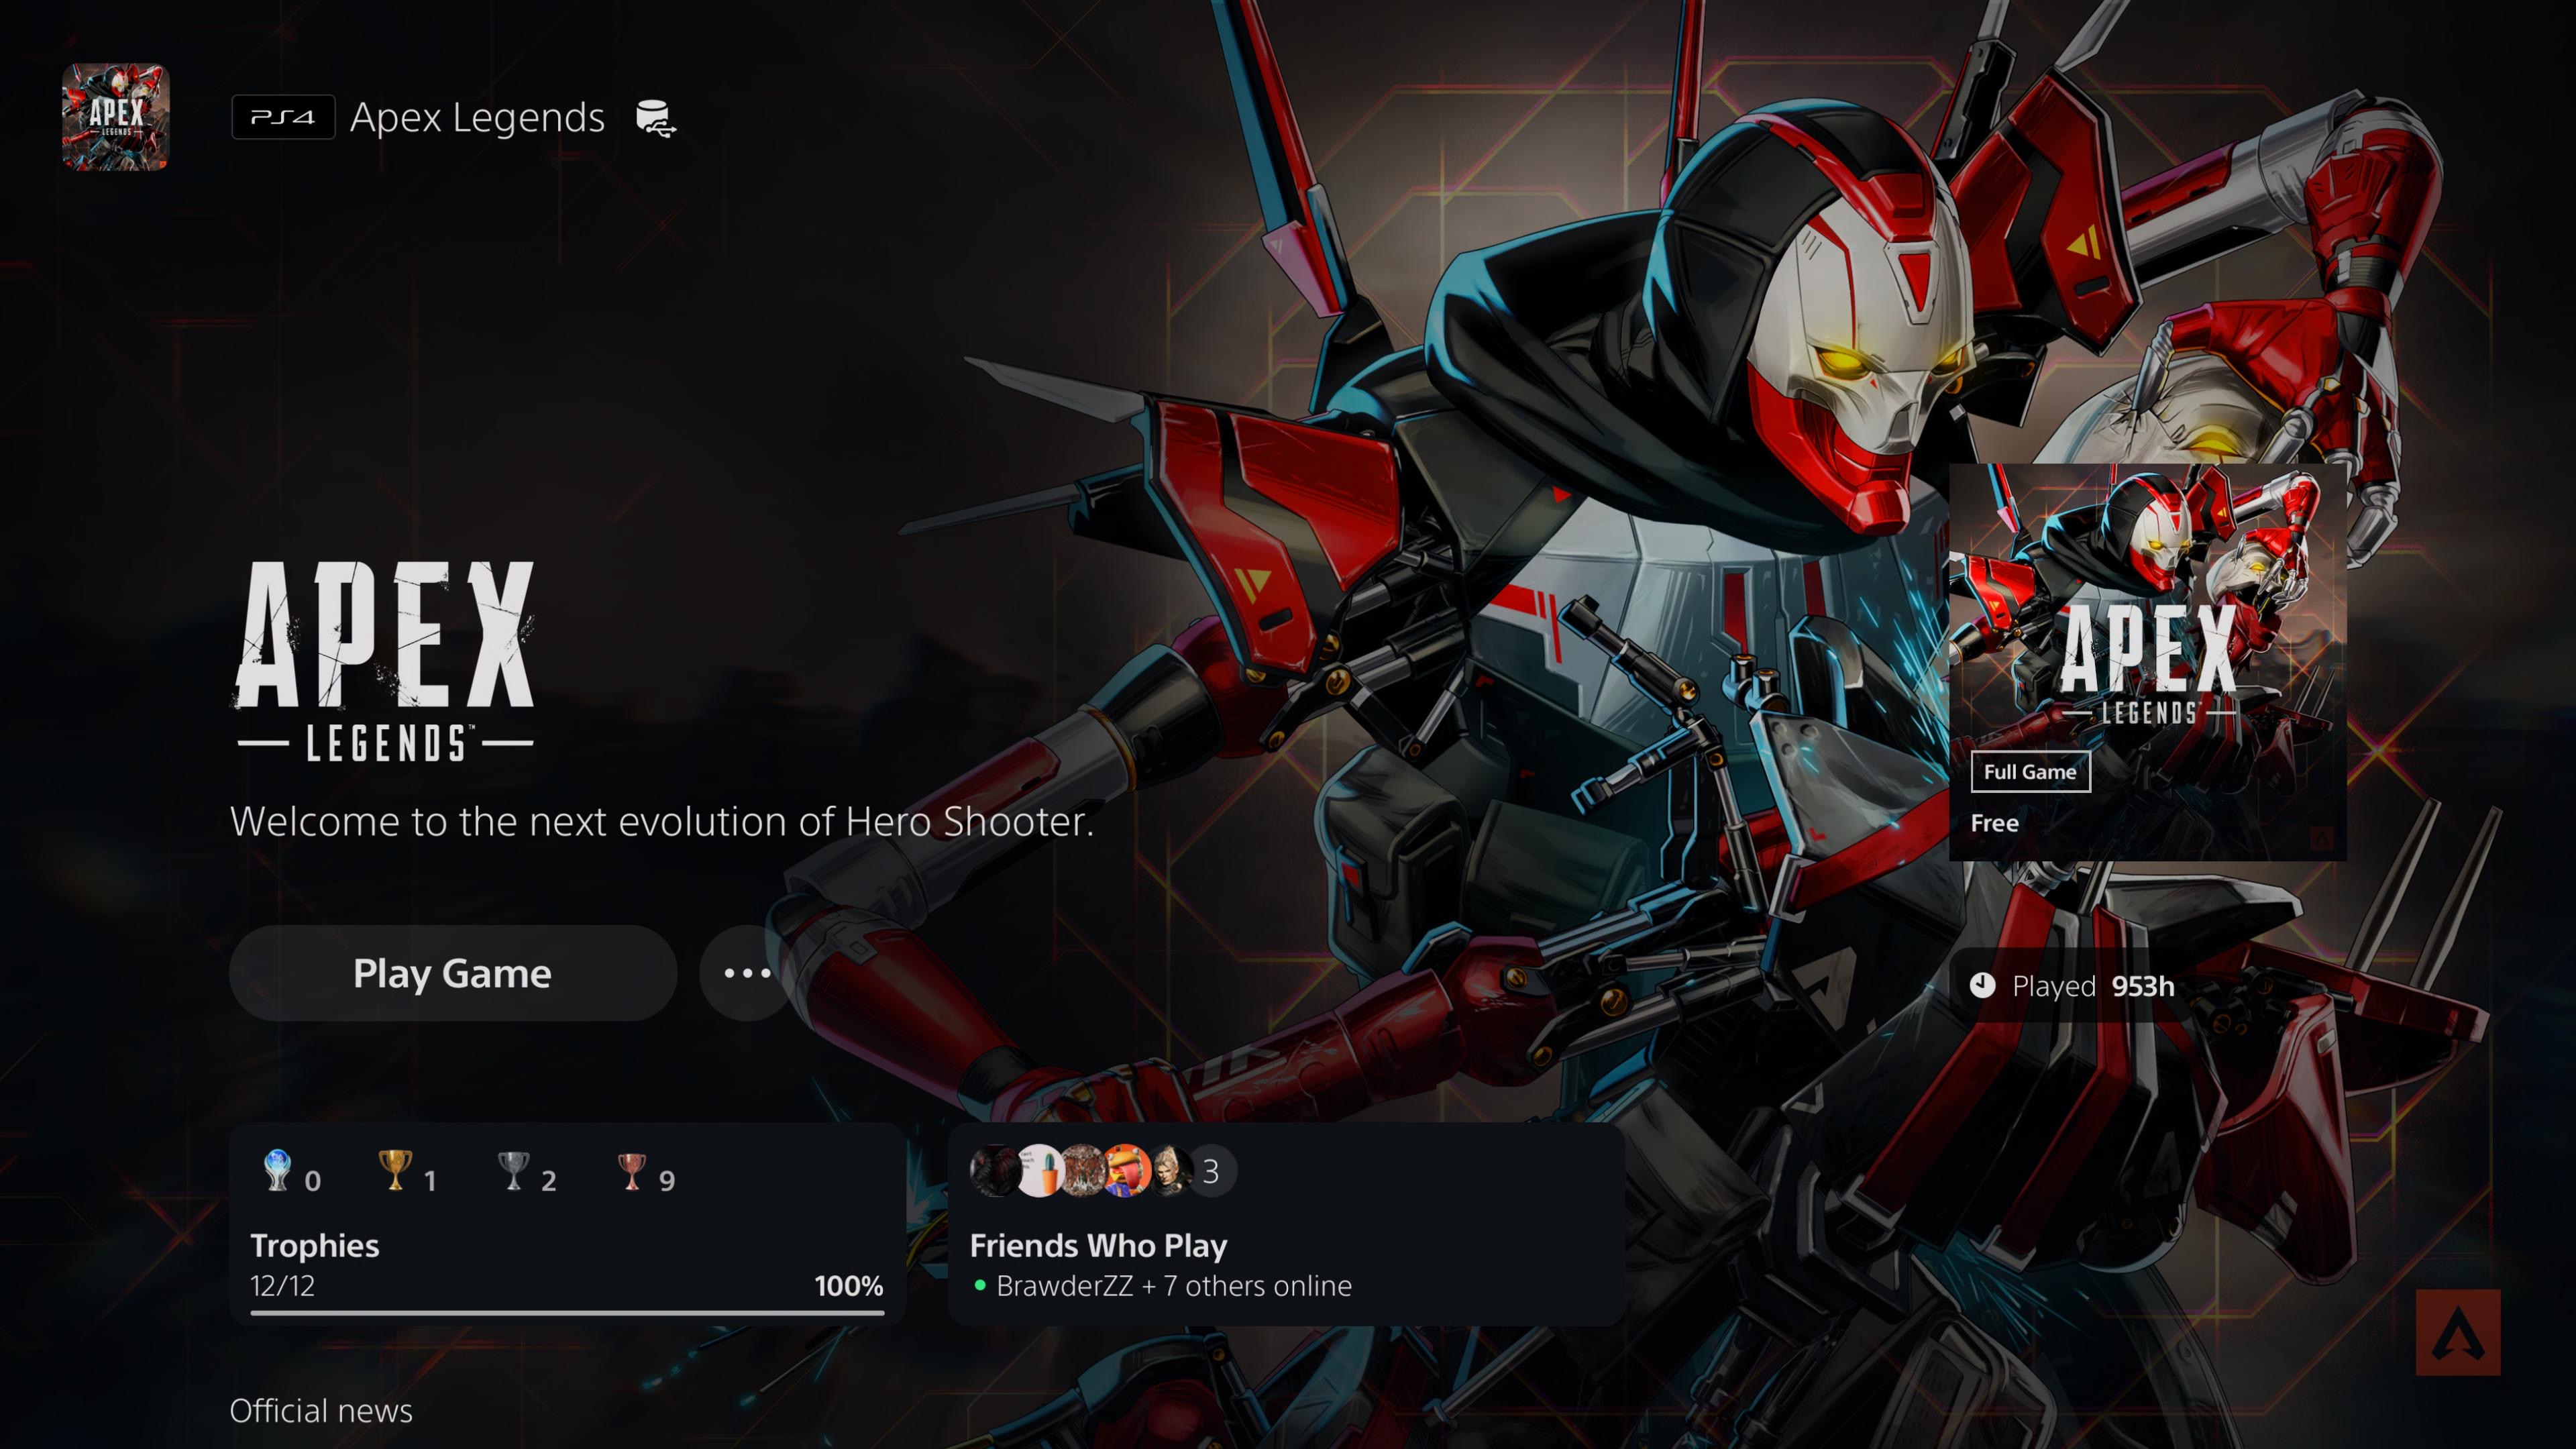 APEX
LEGENDS
PS4 Apex Legends
APEX
LEGENDS™
Welcome to the next evolution of Hero Shooter.
APEX
LEGENDS
Full Game
Free
Play Game
Played 953h
0 1 2 9
Trophies
12/12 100%
3
Friends Who Play
BrawderZZ + 7 others online
Official news